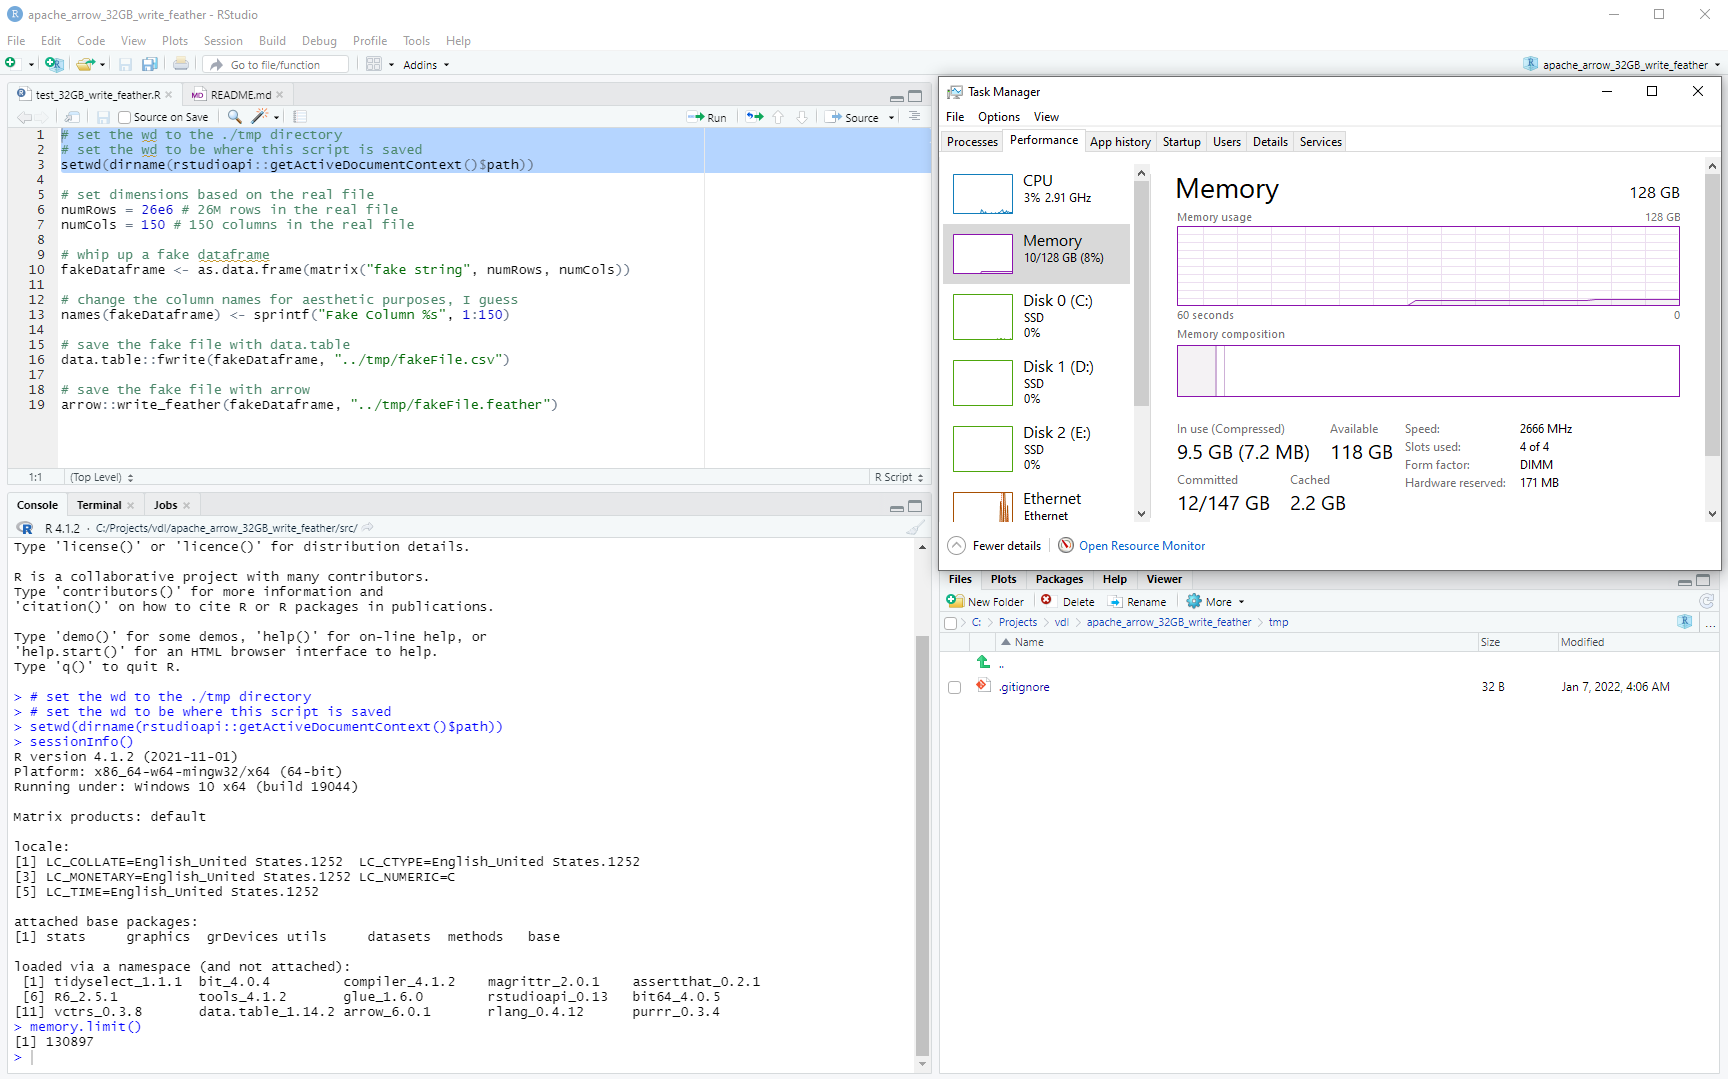 apache_arrow_32GB_write_feather - RStudio
File Edit Code View Plots Session Build Debug Profile Tools Help
Go to file/function Addins apache_arrow_32GB_write_feather
test_32GB_write_feather.R README.md
Source on Save Run Source
1 # set the wd to the ./tmp directory
2 # set the wd to be where this script is saved
3 setwd(dirname(rstudioapi::getActiveDocumentContext()$path))
4
5 # set dimensions based on the real file
6 numRows = 26e6 # 26M rows in the real file
7 numCols = 150 # 150 columns in the real file
8
9 # whip up a fake dataframe
10 fakeDataframe <- as.data.frame(matrix("fake string", numRows, numCols))
11
12 # change the column names for aesthetic purposes, I guess
13 names(fakeDataframe) <- sprintf("Fake Column %s", 1:150)
14
15 # save the fake file with data.table
16 data.table::fwrite(fakeDataframe, "../tmp/fakeFile.csv")
17
18 # save the fake file with arrow
19 arrow::write_feather(fakeDataframe, "../tmp/fakeFile.feather")
1:1 (Top Level) R Script
Console Terminal Jobs
R 4.1.2 · C:/Projects/vdl/apache_arrow_32GB_write_feather/src/
Type 'license()' or 'licence()' for distribution details.
R is a collaborative project with many contributors.
Type 'contributors()' for more information and
'citation()' on how to cite R or R packages in publications.
Type 'demo()' for some demos, 'help()' for on-line help, or
'help.start()' for an HTML browser interface to help.
Type 'q()' to quit R.
> # set the wd to the ./tmp directory
> # set the wd to be where this script is saved
> setwd(dirname(rstudioapi::getActiveDocumentContext()$path))
> sessionInfo()
R version 4.1.2 (2021-11-01)
Platform: x86_64-w64-mingw32/x64 (64-bit)
Running under: Windows 10 x64 (build 19044)
Matrix products: default
locale:
[1] LC_COLLATE=English_United States.1252 LC_CTYPE=English_United States.1252
[3] LC_MONETARY=English_United States.1252 LC_NUMERIC=C
[5] LC_TIME=English_United States.1252
attached base packages:
[1] stats graphics grDevices utils datasets methods base
loaded via a namespace (and not attached):
[1] tidyselect_1.1.1 bit_4.0.4 compiler_4.1.2 magrittr_2.0.1 assertthat_0.2.1
[6] R6_2.5.1 tools_4.1.2 glue_1.6.0 rstudioapi_0.13 bit64_4.0.5
[11] vctrs_0.3.8 data.table_1.14.2 arrow_6.0.1 rlang_0.4.12 purrr_0.3.4
> memory.limit()
[1] 130897
>
Task Manager
File Options View
Processes Performance App history Startup Users Details Services
CPU
3% 2.91 GHz
Memory
10/128 GB (8%)
Disk 0 (C:)
SSD
0%
Disk 1 (D:)
SSD
0%
Disk 2 (E:)
SSD
0%
Ethernet
Ethernet
Memory 128 GB
Memory usage 128 GB
60 seconds 0
Memory composition
In use (Compressed) Available
9.5 GB (7.2 MB) 118 GB
Committed Cached
12/147 GB 2.2 GB
Speed: 2666 MHz
Slots used: 4 of 4
Form factor: DIMM
Hardware reserved: 171 MB
Fewer details Open Resource Monitor
Files Plots Packages Help Viewer
New Folder Delete Rename More
C: Projects vdl apache_arrow_32GB_write_feather tmp ...
Name Size Modified
..
.gitignore 32 B Jan 7, 2022, 4:06 AM